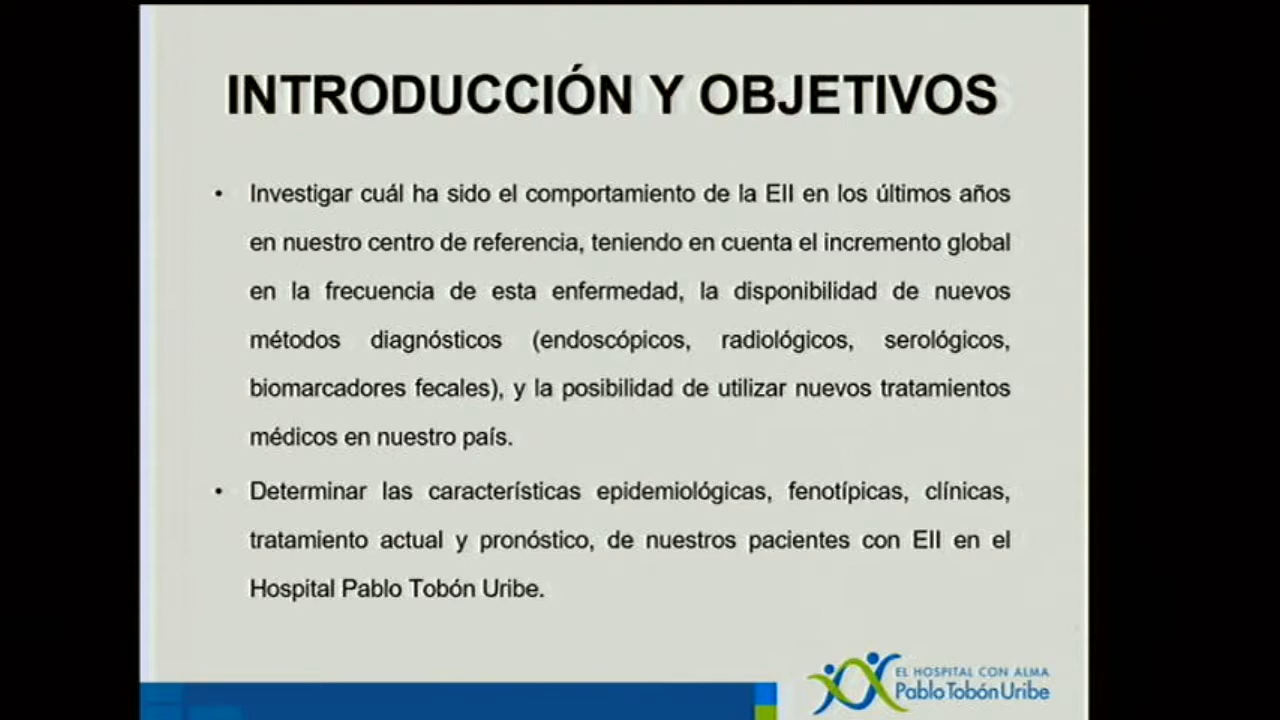 INTRODUCCIÓN Y OBJETIVOS
• Investigar cuál ha sido el comportamiento de la EII en los últimos años
en nuestro centro de referencia, teniendo en cuenta el incremento global
en la frecuencia de esta enfermedad, la disponibilidad de nuevos
métodos diagnósticos (endoscópicos, radiológicos, serológicos,
biomarcadores fecales), y la posibilidad de utilizar nuevos tratamientos
médicos en nuestro país.
• Determinar las características epidemiológicas, fenotípicas, clínicas,
tratamiento actual y pronóstico, de nuestros pacientes con EII en el
Hospital Pablo Tobón Uribe.
EL HOSPITAL CON ALMA
Pablo Tobón Uribe